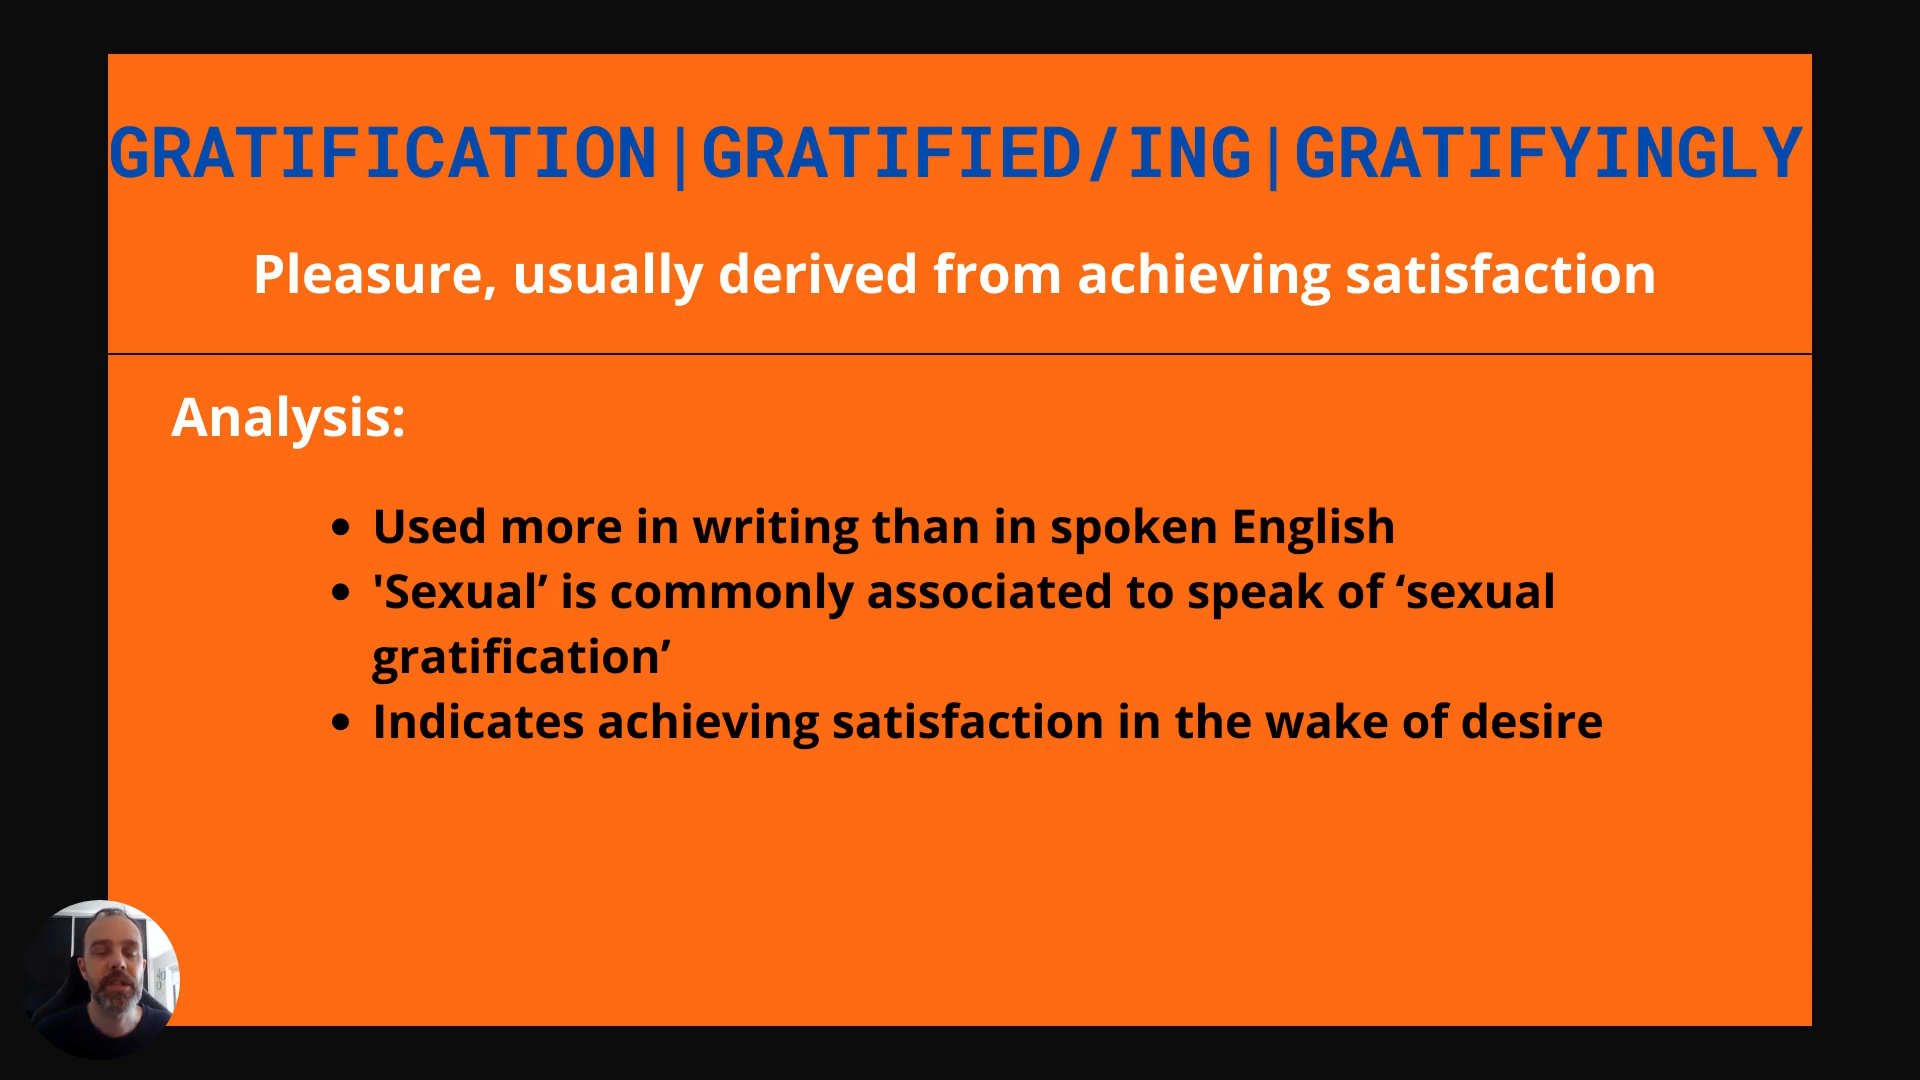 GRATIFICATION|GRATIFIED/ING|GRATIFYINGLY
Pleasure, usually derived from achieving satisfaction
Analysis:
• Used more in writing than in spoken English
• 'Sexual’ is commonly associated to speak of ‘sexual
gratification’
• Indicates achieving satisfaction in the wake of desire